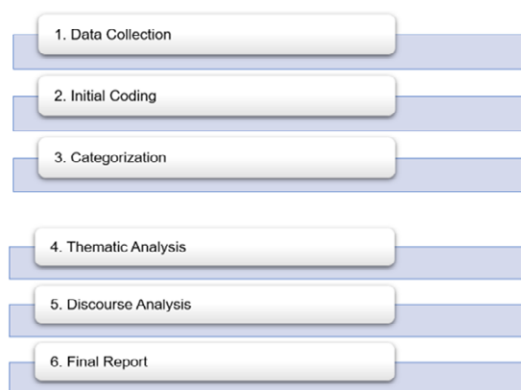 1. Data Collection
2. Initial Coding
3. Categorization
4. Thematic Analysis
5. Discourse Analysis
6. Final Report